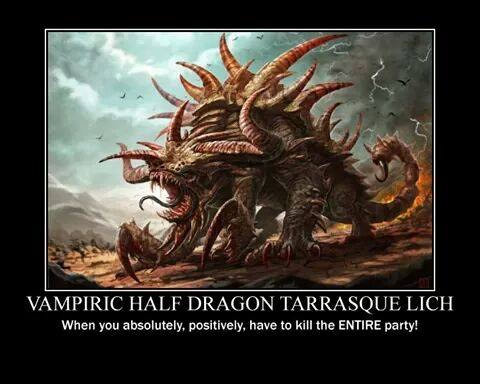 VAMPIRIC HALF DRAGON TARRASQUE LICH
When you absolutely, positively, have to kill the ENTIRE party!